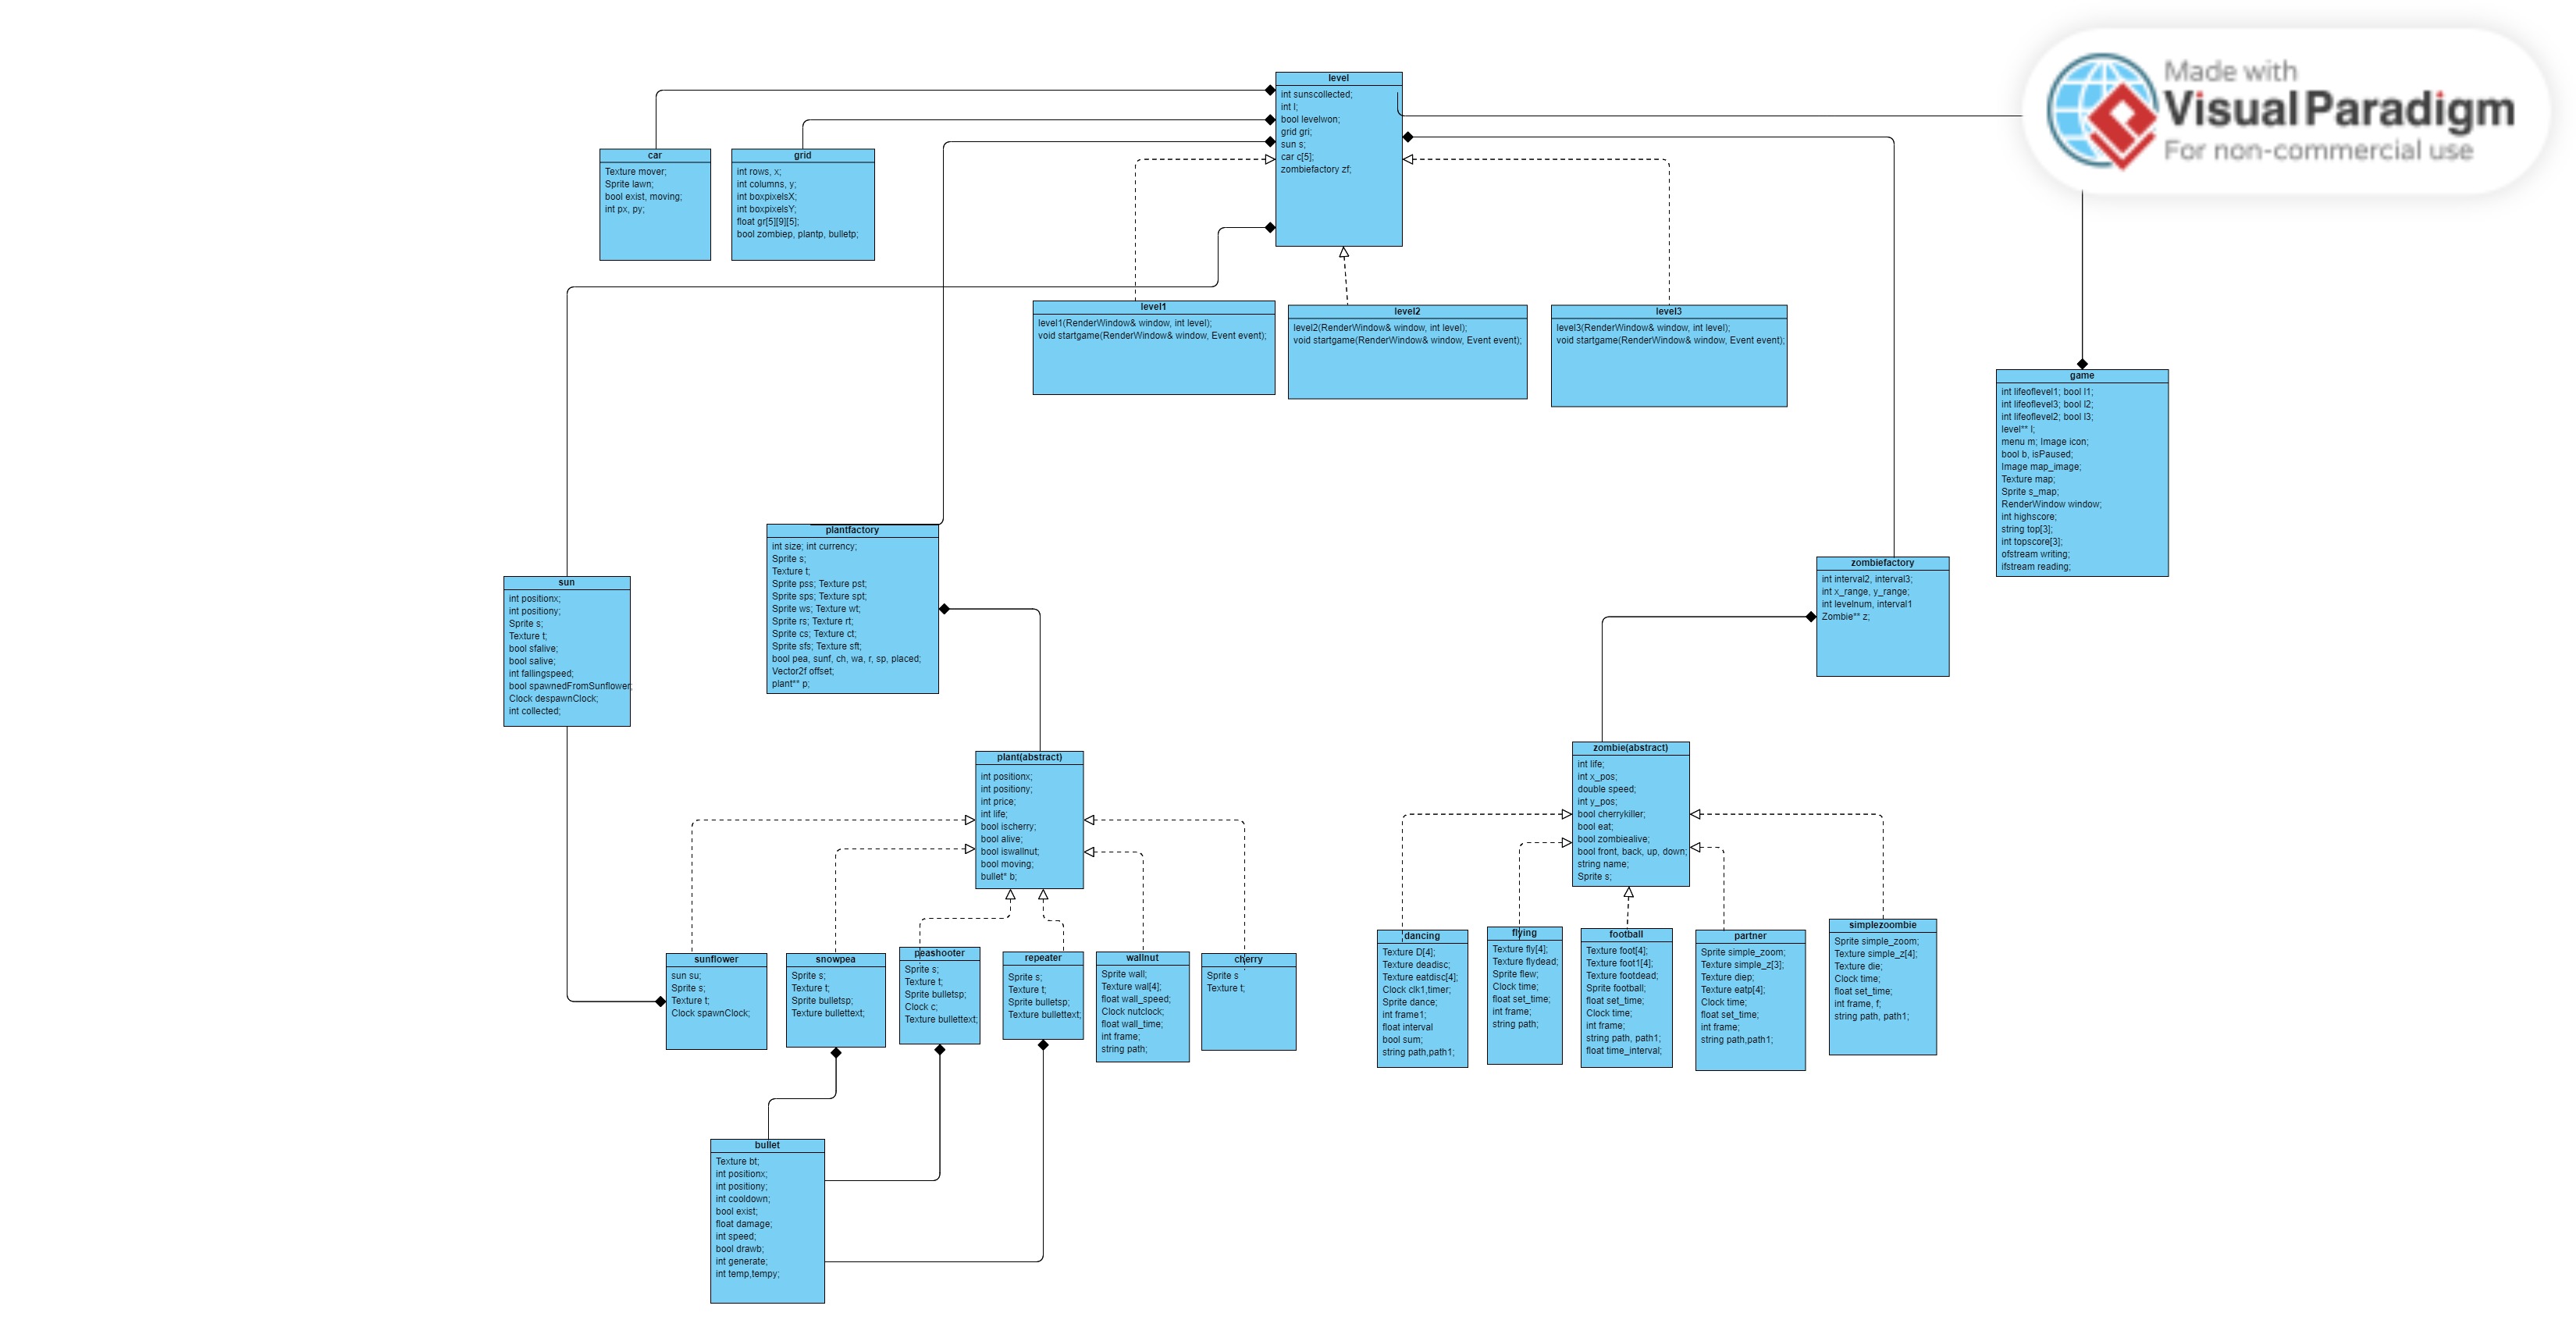 Made with
Visual Paradigm
For non-commercial use
level
int sunscollected;
int l;
bool levelwon;
grid gri;
sun s;
car c[5];
zombiefactory zf;
car
Texture mover;
Sprite lawn;
bool exist, moving;
int px, py;
grid
int rows, x;
int columns, y;
int boxpixelsX;
int boxpixelsY;
float gr[5][9][5];
bool zombiep, plantp, bulletp;
level1
level1(RenderWindow& window, int level);
void startgame(RenderWindow& window, Event event);
level2
level2(RenderWindow& window, int level);
void startgame(RenderWindow& window, Event event);
level3
level3(RenderWindow& window, int level);
void startgame(RenderWindow& window, Event event);
game
int lifeoflevel1; bool l1;
int lifeoflevel3; bool l2;
int lifeoflevel2; bool l3;
level** l;
menu m; Image icon;
bool b, isPaused;
Image map_image;
Texture map;
Sprite s_map;
RenderWindow window;
int highscore;
string top[3];
int topscore[3];
ofstream writing;
ifstream reading;
plantfactory
int size; int currency;
Sprite s;
Texture t;
Sprite pss; Texture pst;
Sprite sps; Texture spt;
Sprite ws; Texture wt;
Sprite rs; Texture rt;
Sprite cs; Texture ct;
Sprite sfs; Texture sft;
bool pea, sunf, ch, wa, r, sp, placed;
Vector2f offset;
plant** p;
zombiefactory
int interval2, interval3;
int x_range, y_range;
int levelnum, interval1
Zombie** z;
sun
int positionx;
int positiony;
Sprite s;
Texture t;
bool sfalive;
bool salive;
int fallingspeed;
bool spawnedFromSunflower;
Clock despawnClock;
int collected;
plant(abstract)
int positionx;
int positiony;
int price;
int life;
bool ischerry;
bool alive;
bool iswallnut;
bool moving;
bullet* b;
zombie(abstract)
int life;
int x_pos;
double speed;
int y_pos;
bool cherrykiller;
bool eat;
bool zombiealive;
bool front, back, up, down;
string name;
Sprite s;
sunflower
sun su;
Sprite s;
Texture t;
Clock spawnClock;
snowpea
Sprite s;
Texture t;
Sprite bulletsp;
Texture bullettext;
peashooter
Sprite s;
Texture t;
Sprite bulletsp;
Clock c;
Texture bullettext;
repeater
Sprite s;
Texture t;
Sprite bulletsp;
Texture bullettext;
wallnut
Sprite wall;
Texture wal[4];
float wall_speed;
Clock nutclock;
float wall_time;
int frame;
string path;
cherry
Sprite s
Texture t;
dancing
Texture D[4];
Texture deadisc;
Texture eatdisc[4];
Clock clk1,timer;
Sprite dance;
int frame1;
float interval
bool sum;
string path,path1;
flying
Texture fly[4];
Texture flydead;
Sprite flew;
Clock time;
float set_time;
int frame;
string path;
football
Texture foot[4];
Texture foot1[4];
Texture footdead;
Sprite football;
float set_time;
Clock time;
int frame;
string path, path1;
float time_interval;
partner
Sprite simple_zoom;
Texture simple_z[3];
Texture diep;
Texture eatp[4];
Clock time;
float set_time;
int frame;
string path,path1;
simplezoombie
Sprite simple_zoom;
Texture simple_z[4];
Texture die;
Clock time;
float set_time;
int frame, f;
string path, path1;
bullet
Texture bt;
int positionx;
int positiony;
int cooldown;
bool exist;
float damage;
int speed;
bool drawb;
int generate;
int temp,tempy;